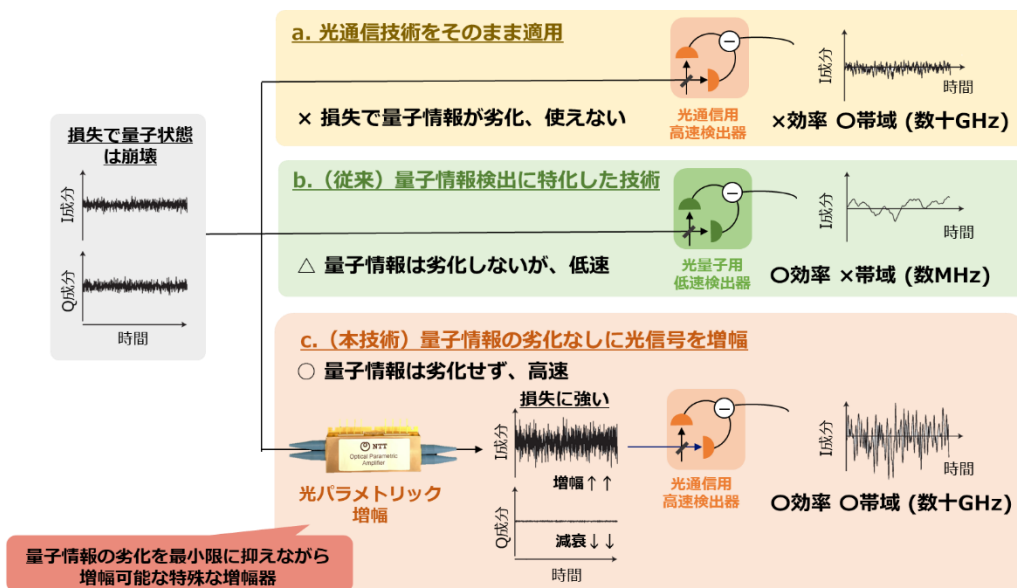 損失で量子状態
は崩壊
I成分
時間
Q成分
時間
a. 光通信技術をそのまま適用
× 損失で量子情報が劣化、使えない
光通信用
高速検出器
I成分
時間
×効率 〇帯域 (数十GHz)
b.（従来）量子情報検出に特化した技術
△ 量子情報は劣化しないが、低速
光量子用
低速検出器
I成分
時間
〇効率 ×帯域 (数MHz)
c.（本技術）量子情報の劣化なしに光信号を増幅
○ 量子情報は劣化せず、高速
NTT
Optical Parametric
Amplifier
光パラメトリック
増幅
損失に強い
I成分
増幅↑↑
Q成分
減衰↓↓
時間
光通信用
高速検出器
I成分
時間
〇効率 〇帯域 (数十GHz)
量子情報の劣化を最小限に抑えながら
増幅可能な特殊な増幅器